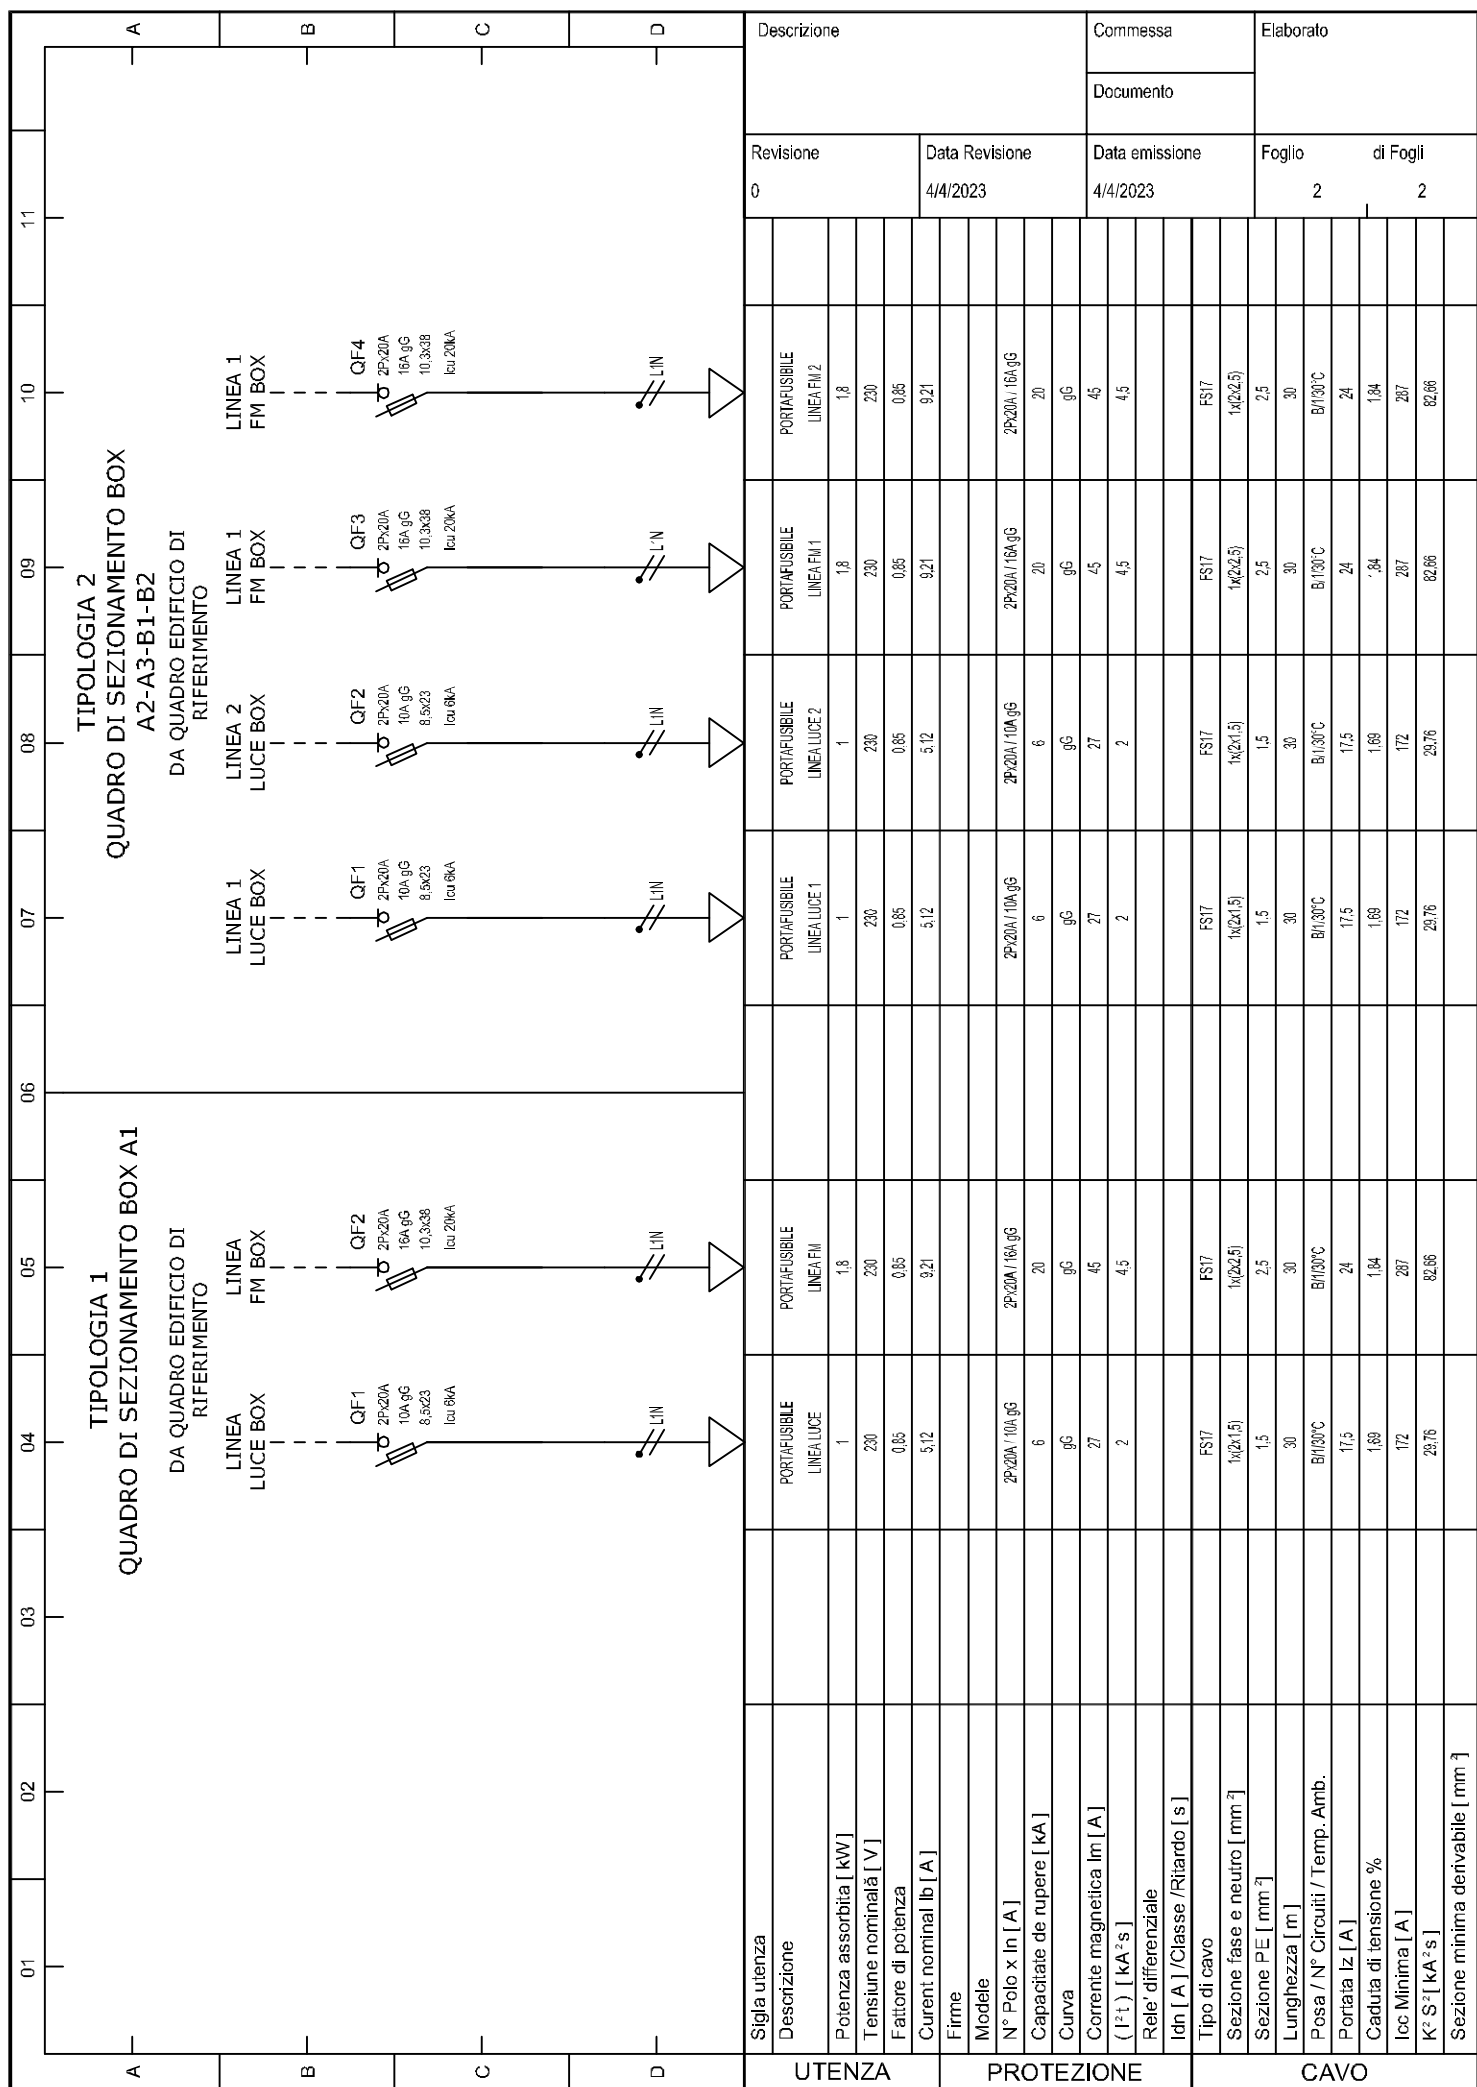 01 02 03 04 05 06 07 08 09 10 11
A
B
C
D
A
B
C
D
TIPOLOGIA 1
QUADRO DI SEZIONAMENTO BOX A1
DA QUADRO EDIFICIO DI
RIFERIMENTO
LINEA
LUCE BOX
QF1
2Px20A
10A gG
8,5x23
Icu 6kA
L1N
LINEA
FM BOX
QF2
2Px20A
16A gG
10,3x38
Icu 20kA
L1N
TIPOLOGIA 2
QUADRO DI SEZIONAMENTO BOX
A2-A3-B1-B2
DA QUADRO EDIFICIO DI
RIFERIMENTO
LINEA 1
LUCE BOX
QF1
2Px20A
10A gG
8,5x23
Icu 6kA
L1N
LINEA 2
LUCE BOX
QF2
2Px20A
10A gG
8,5x23
Icu 6kA
L1N
LINEA 1
FM BOX
QF3
2Px20A
16A gG
10,3x38
Icu 20kA
L1N
LINEA 1
FM BOX
QF4
2Px20A
16A gG
10,3x38
Icu 20kA
L1N
UTENZA
Sigla utenza
Descrizione PORTAFUSIBILE LINEA LUCE PORTAFUSIBILE LINEA FM PORTAFUSIBILE LINEA LUCE 1 PORTAFUSIBILE LINEA LUCE 2 PORTAFUSIBILE LINEA FM 1 PORTAFUSIBILE LINEA FM 2
Potenza assorbita [ kW ] 1 1,8 1 1 1,8 1,8
Tensiune nominală [ V ] 230 230 230 230 230 230
Fattore di potenza 0,85 0,85 0,85 0,85 0,85 0,85
Curent nominal Ib [ A ] 5,12 9,21 5,12 5,12 9,21 9,21
PROTEZIONE
Firme
Modele
N° Polo x In [ A ] 2Px20A / 10A gG 2Px20A / 16A gG 2Px20A / 10A gG 2Px20A / 10A gG 2Px20A / 16A gG 2Px20A / 16A gG
Capacitate de rupere [ kA ] 6 20 6 6 20 20
Curva gG gG gG gG gG gG
Corrente magnetica Im [ A ] 27 45 27 27 45 45
( I²t ) [ kA²s ] 2 4,5 2 2 4,5 4,5
Rele' differenziale
Idn [ A ] /Classe /Ritardo [ s ]
CAVO
Tipo di cavo FS17 FS17 FS17 FS17 FS17 FS17
Sezione fase e neutro [ mm² ] 1x(2x1,5) 1x(2x2,5) 1x(2x1,5) 1x(2x1,5) 1x(2x2,5) 1x(2x2,5)
Sezione PE [ mm² ] 1,5 2,5 1,5 1,5 2,5 2,5
Lunghezza [ m ] 30 30 30 30 30 30
Posa / N° Circuiti / Temp. Amb. B/1/30°C B/1/30°C B/1/30°C B/1/30°C B/1/30°C B/1/30°C
Portata Iz [ A ] 17,5 24 17,5 17,5 24 24
Caduta di tensione % 1,69 1,84 1,69 1,69 1,84 1,84
Icc Minima [ A ] 172 287 172 172 287 287
K² S² [ kA²s ] 29,76 82,66 29,76 29,76 82,66 82,66
Sezione minima derivabile [ mm² ]
Descrizione
Commessa
Elaborato
Documento
Revisione
0
Data Revisione
4/4/2023
Data emissione
4/4/2023
Foglio di Fogli
2 2